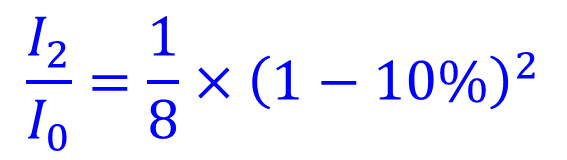 I₂/I₀ = 1/8 × (1 − 10%)²